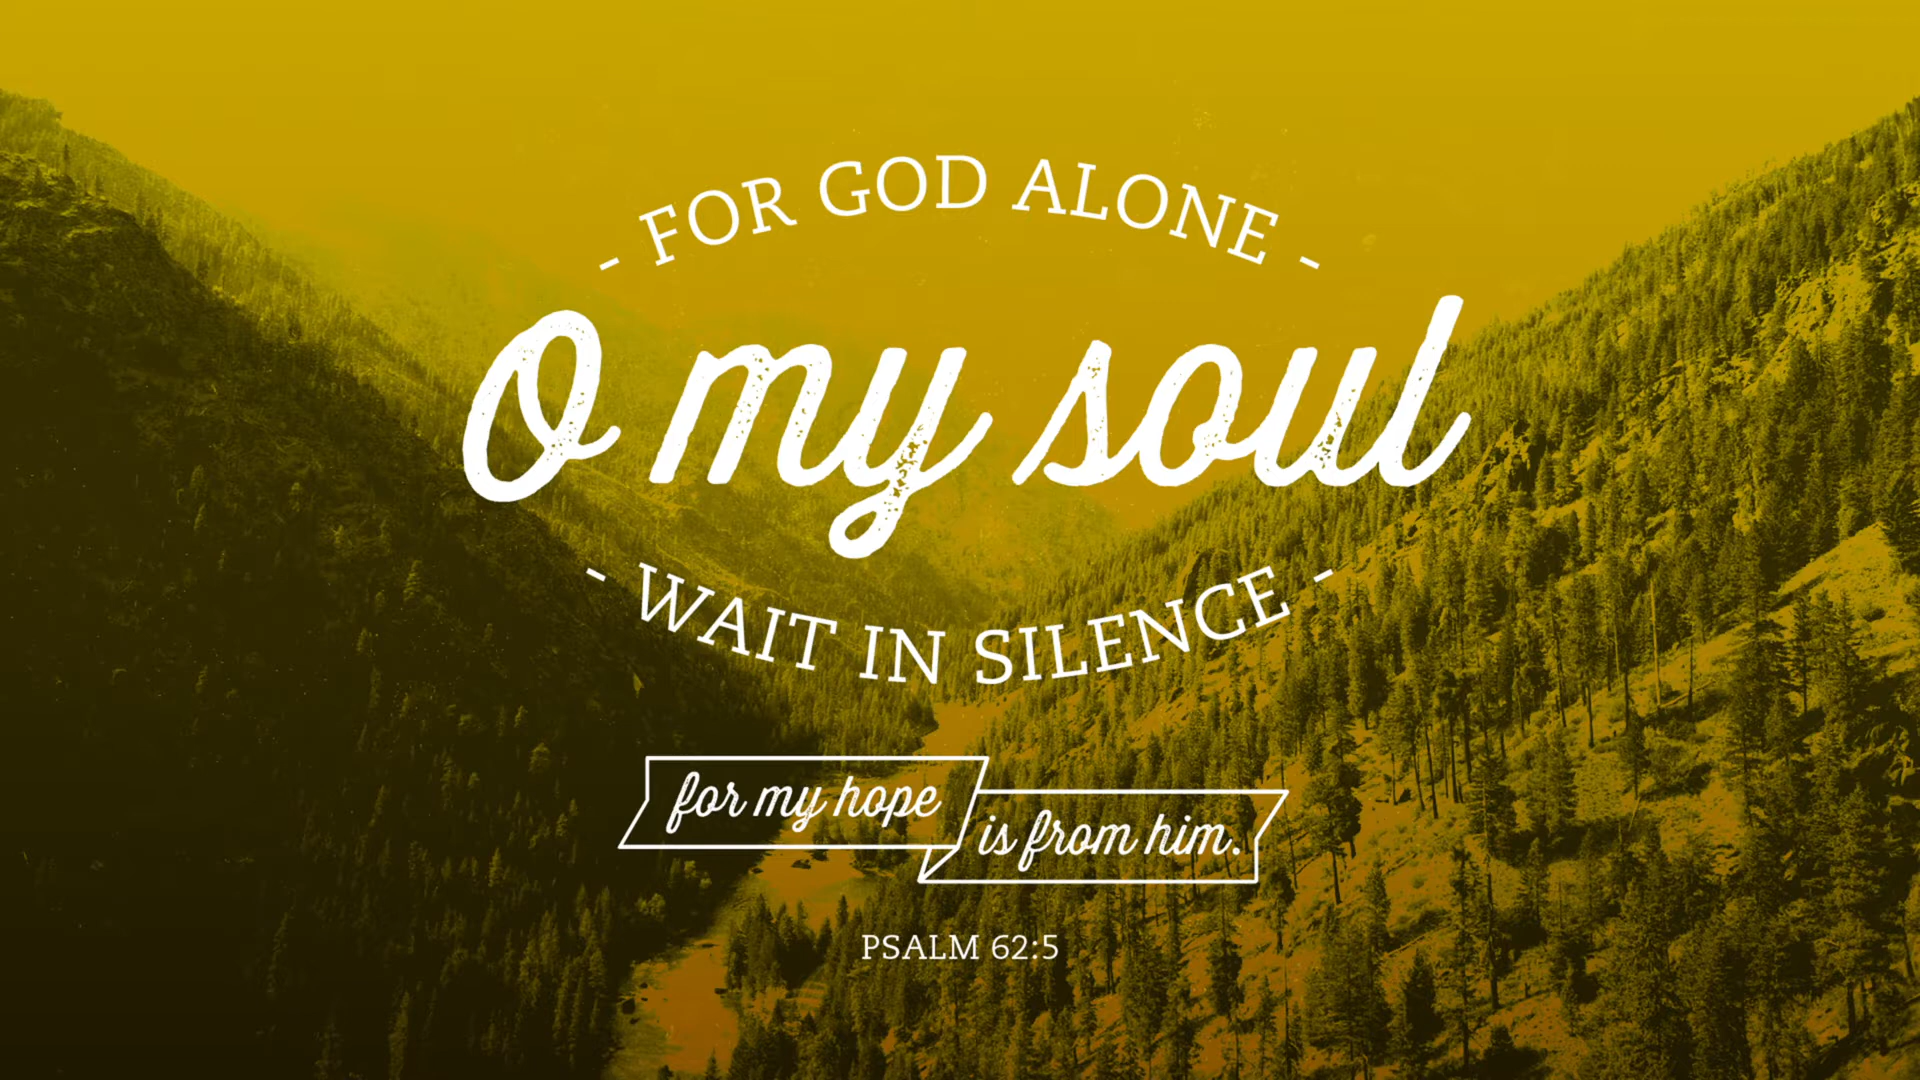 - FOR GOD ALONE -
O my soul
- WAIT IN SILENCE -
for my hope
is from him.
PSALM 62:5